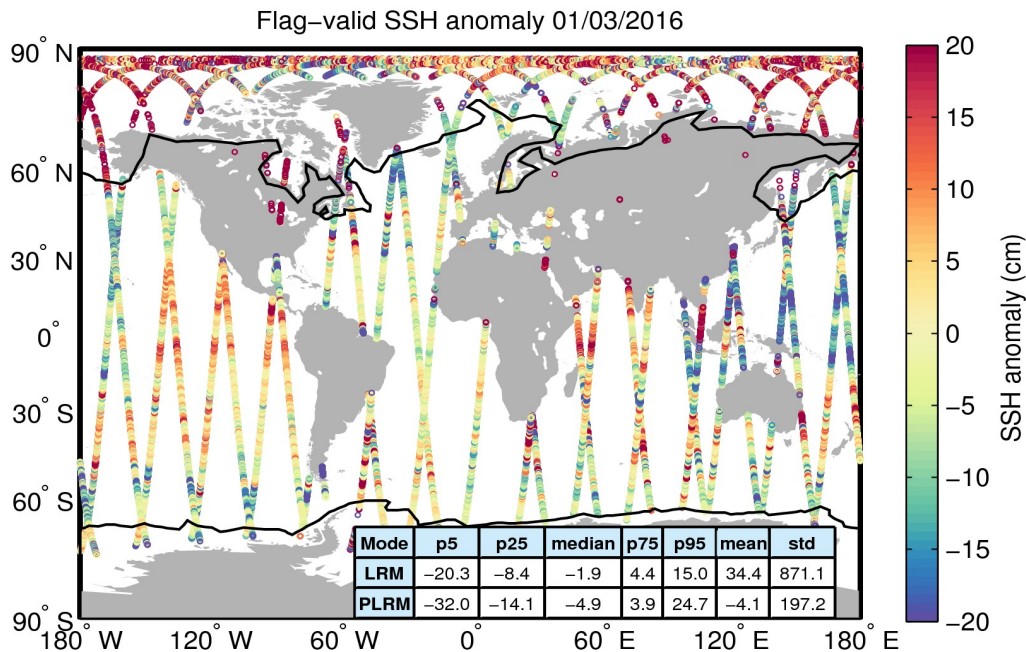 Flag−valid SSH anomaly 01/03/2016
90° N
60° N
30° N
0°
30° S
60° S
90° S
180° W
120° W
60° W
0°
60° E
120° E
180° E
20
15
10
5
0
−5
−10
−15
−20
SSH anomaly (cm)
Mode p5 p25 median p75 p95 mean std
LRM −20.3 −8.4 −1.9 4.4 15.0 34.4 871.1
PLRM −32.0 −14.1 −4.9 3.9 24.7 −4.1 197.2